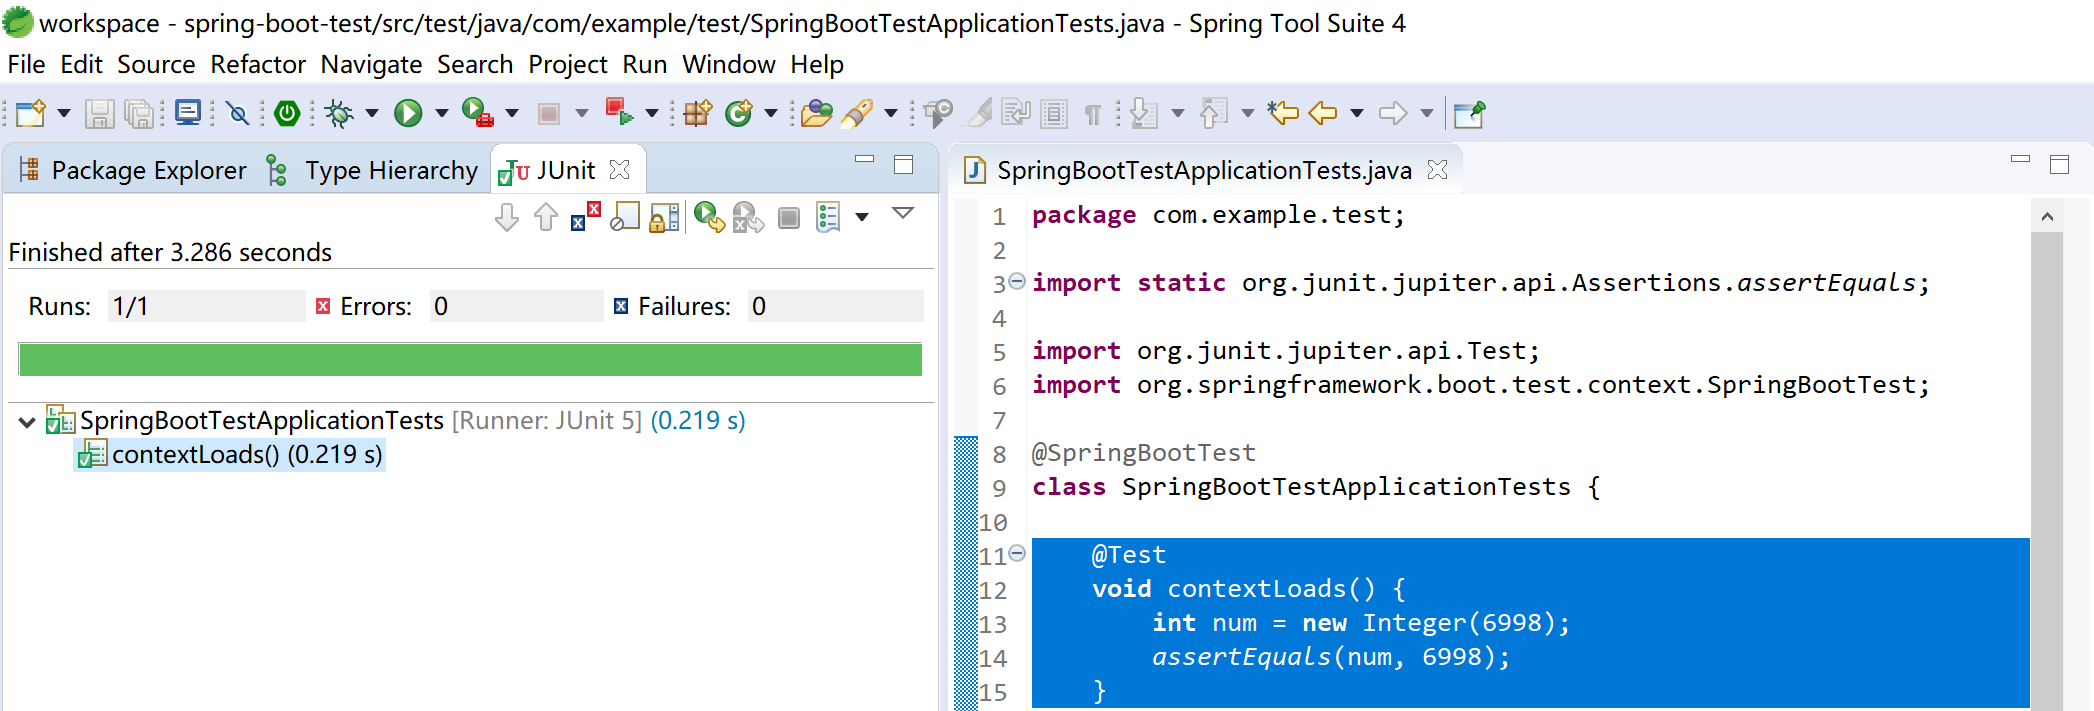 workspace - spring-boot-test/src/test/java/com/example/test/SpringBootTestApplicationTests.java - Spring Tool Suite 4
File Edit Source Refactor Navigate Search Project Run Window Help
Package Explorer Type Hierarchy JUnit
Finished after 3.286 seconds
Runs: 1/1 Errors: 0 Failures: 0
SpringBootTestApplicationTests [Runner: JUnit 5] (0.219 s)
contextLoads() (0.219 s)
SpringBootTestApplicationTests.java
1 package com.example.test;
2
3 import static org.junit.jupiter.api.Assertions.assertEquals;
4
5 import org.junit.jupiter.api.Test;
6 import org.springframework.boot.test.context.SpringBootTest;
7
8 @SpringBootTest
9 class SpringBootTestApplicationTests {
10
11 @Test
12 void contextLoads() {
13 int num = new Integer(6998);
14 assertEquals(num, 6998);
15 }